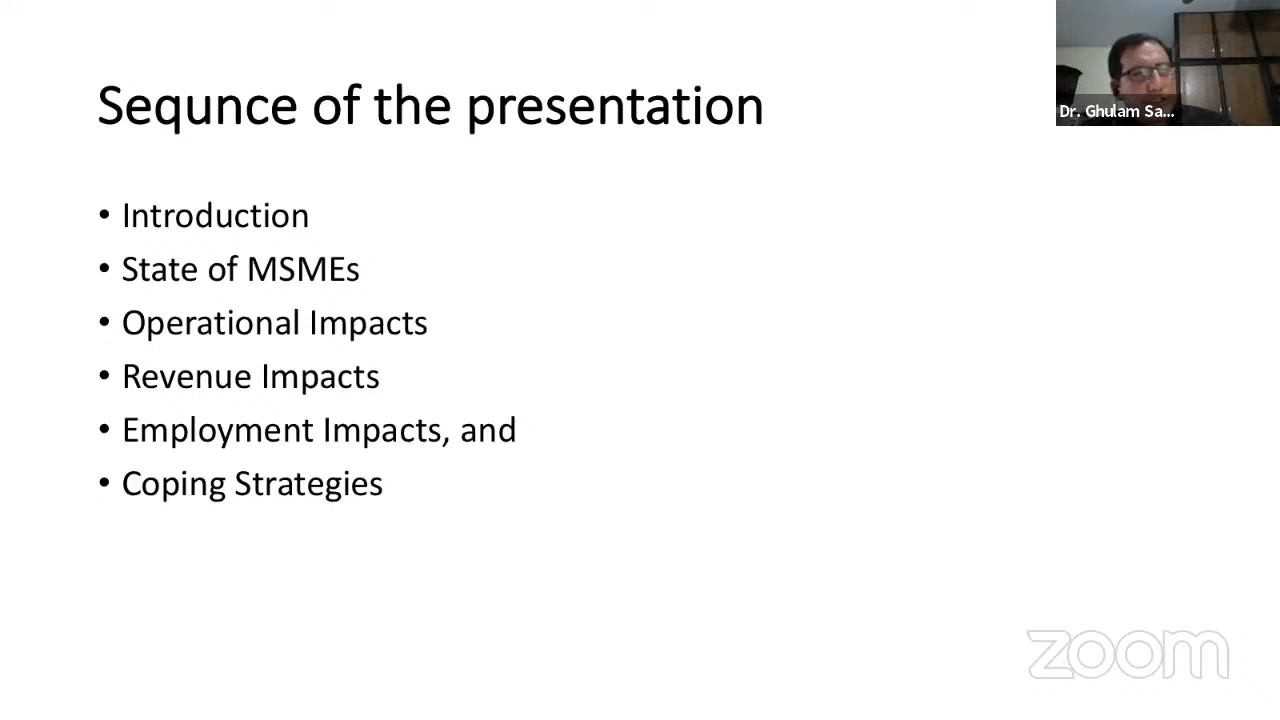 Sequnce of the presentation
Dr. Ghulam Sa...
• Introduction
• State of MSMEs
• Operational Impacts
• Revenue Impacts
• Employment Impacts, and
• Coping Strategies
zoom